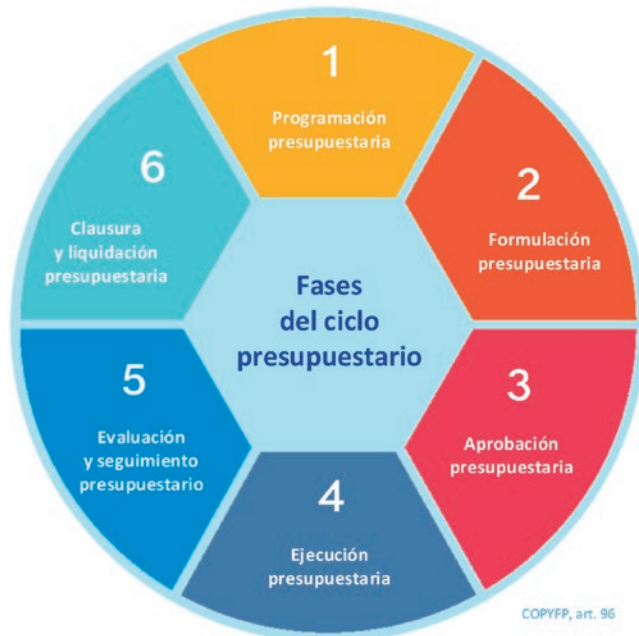 1
Programación
presupuestaria
2
Formulación
presupuestaria
3
Aprobación
presupuestaria
4
Ejecución
presupuestaria
5
Evaluación
y seguimiento
presupuestario
6
Clausura
y liquidación
presupuestaria
Fases
del ciclo
presupuestario
COPYFP, art. 96